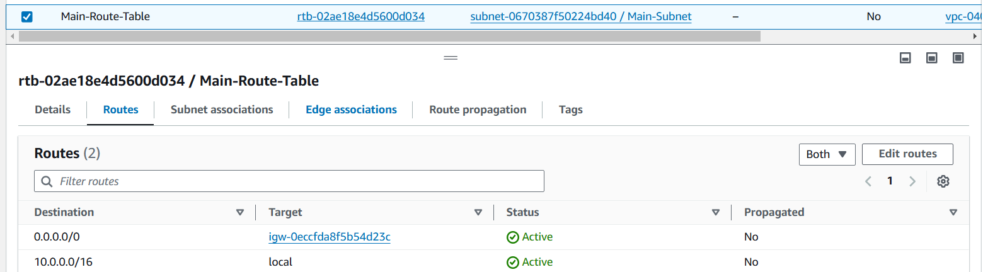 Main-Route-Table rtb-02ae18e4d5600d034 subnet-0670387f50224bd40 / Main-Subnet – No vpc-040
rtb-02ae18e4d5600d034 / Main-Route-Table
Details Routes Subnet associations Edge associations Route propagation Tags
Routes (2) Both Edit routes
Filter routes 1
Destination Target Status Propagated
0.0.0.0/0 igw-0eccfda8f5b54d23c Active No
10.0.0.0/16 local Active No